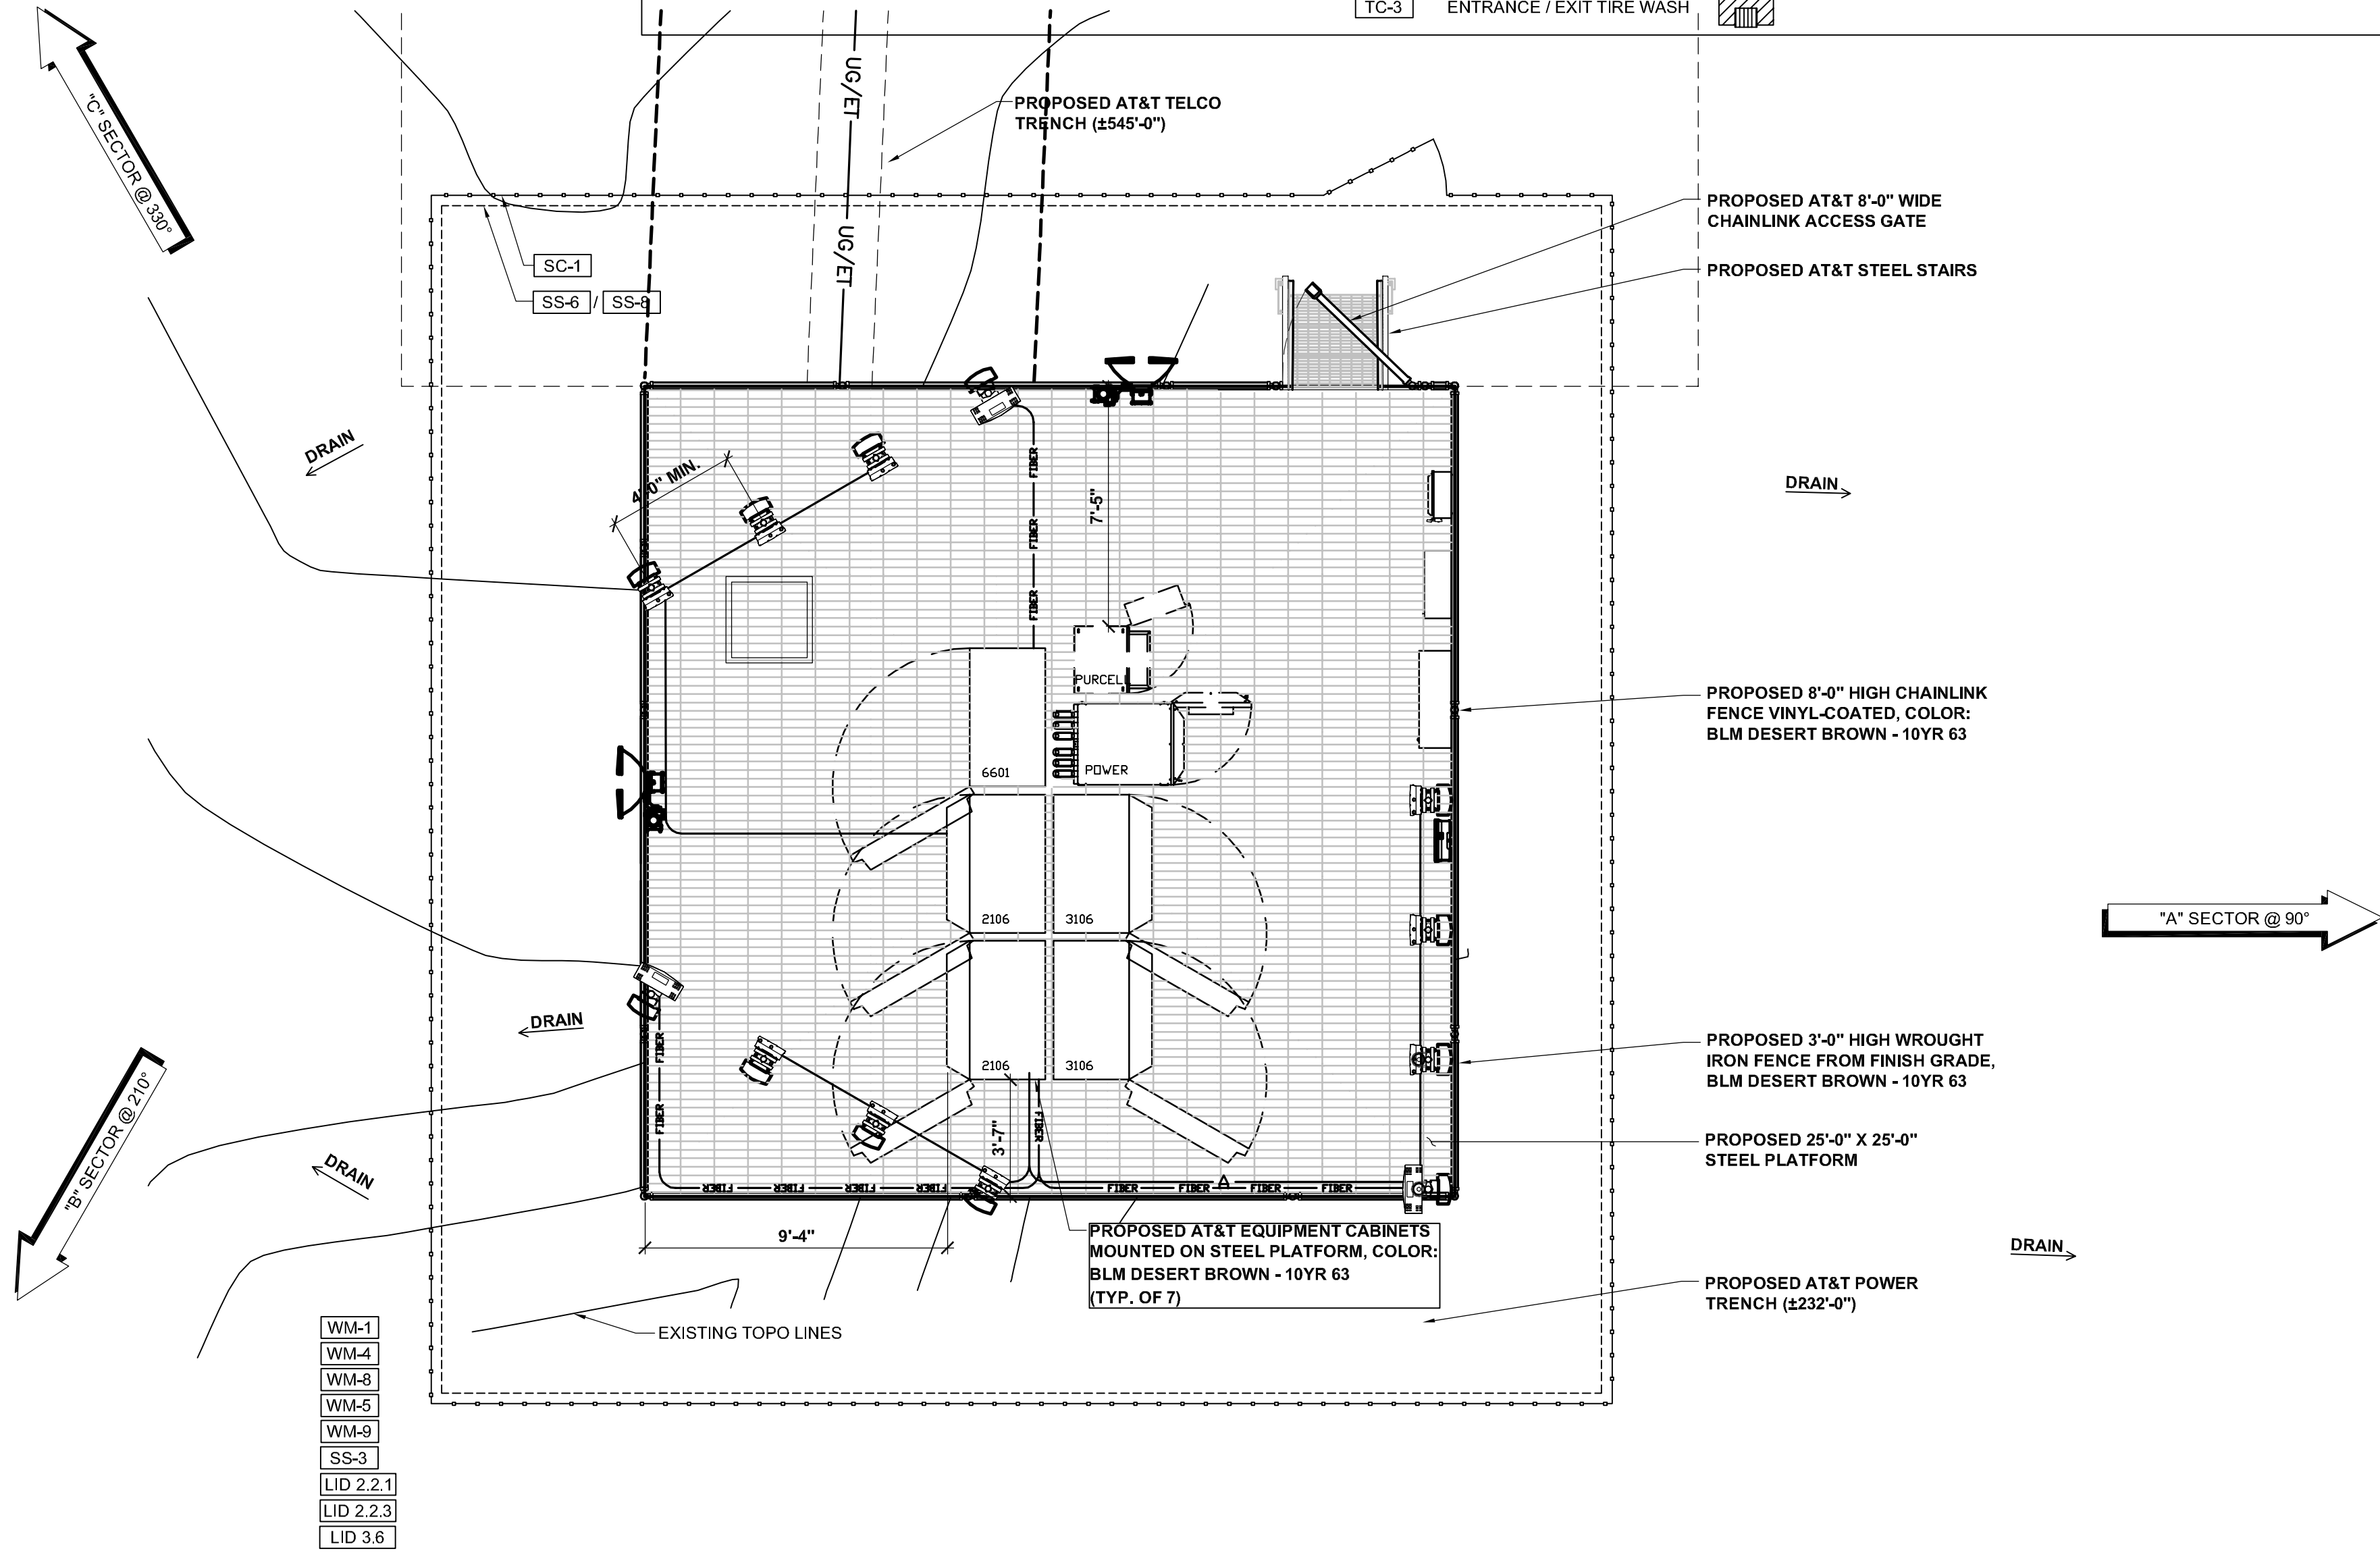 TC-3 ENTRANCE / EXIT TIRE WASH
"C" SECTOR @ 330°
UG/ET
UG/ET
PROPOSED AT&T TELCO
TRENCH (±545'-0")
PROPOSED AT&T 8'-0" WIDE
CHAINLINK ACCESS GATE
PROPOSED AT&T STEEL STAIRS
SC-1
SS-6 / SS-8
DRAIN
4'-0" MIN.
FIBER
FIBER
FIBER
7'-5"
DRAIN
PURCELL
POWER
6601
PROPOSED 8'-0" HIGH CHAINLINK
FENCE VINYL-COATED, COLOR:
BLM DESERT BROWN - 10YR 63
2106
3106
"A" SECTOR @ 90°
DRAIN
FIBER
FIBER
2106
3106
PROPOSED 3'-0" HIGH WROUGHT
IRON FENCE FROM FINISH GRADE,
BLM DESERT BROWN - 10YR 63
"B" SECTOR @ 210°
DRAIN
3'-7"
FIBER
PROPOSED 25'-0" X 25'-0"
STEEL PLATFORM
FIBER FIBER FIBER FIBER FIBER FIBER A FIBER FIBER
9'-4"
PROPOSED AT&T EQUIPMENT CABINETS
MOUNTED ON STEEL PLATFORM, COLOR:
BLM DESERT BROWN - 10YR 63
(TYP. OF 7)
DRAIN
PROPOSED AT&T POWER
TRENCH (±232'-0")
EXISTING TOPO LINES
WM-1
WM-4
WM-8
WM-5
WM-9
SS-3
LID 2.2.1
LID 2.2.3
LID 3.6